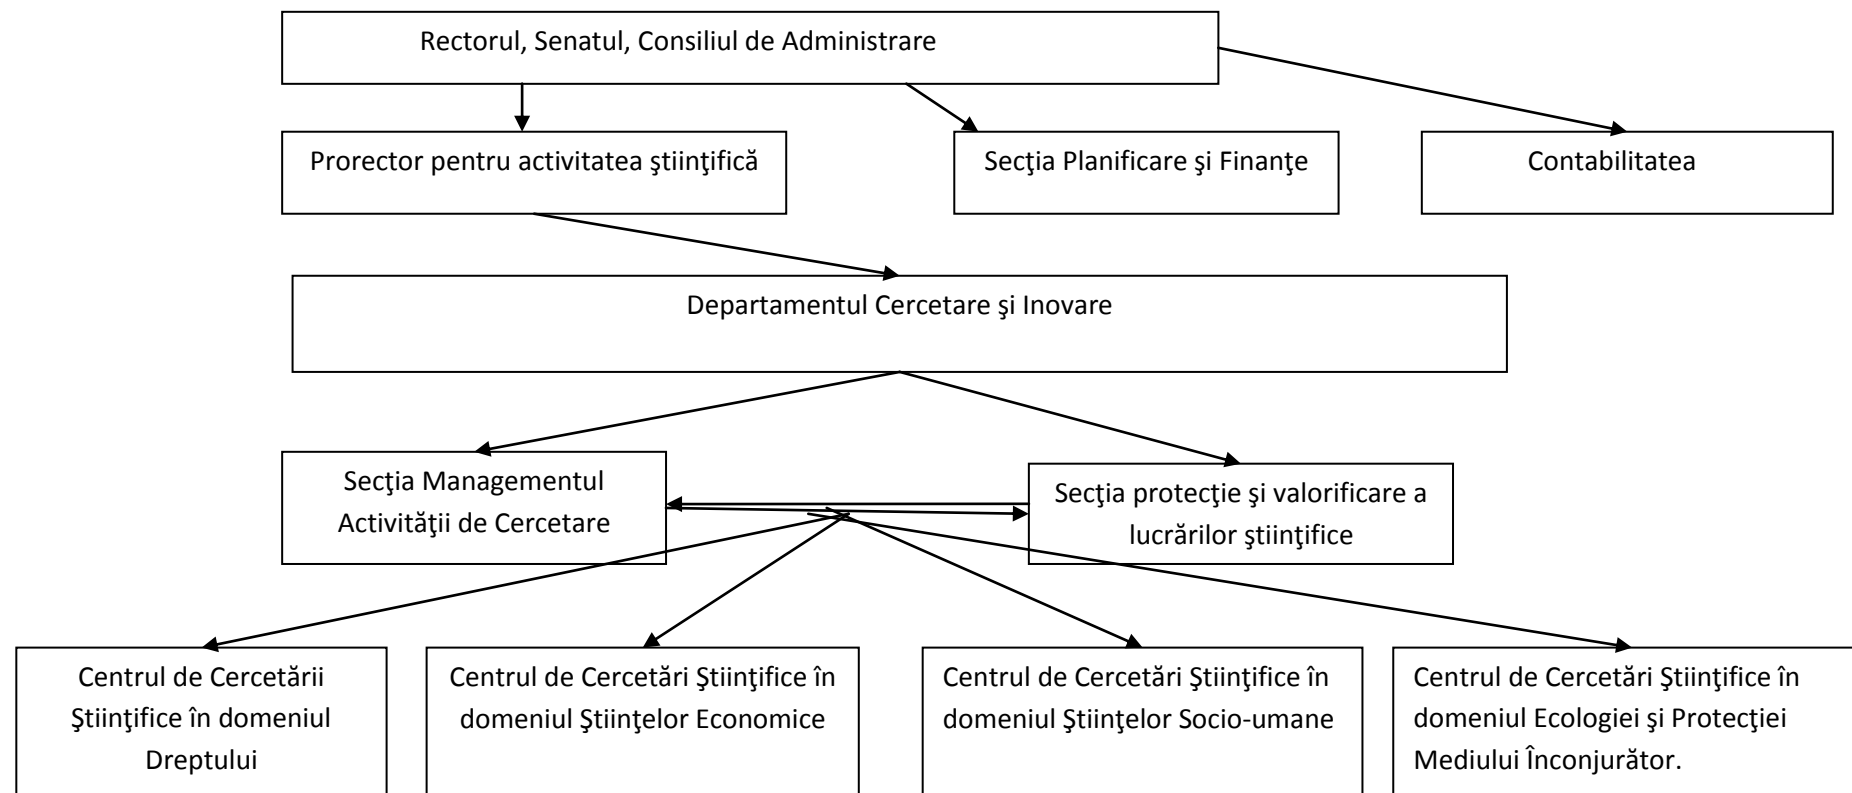 Rectorul, Senatul, Consiliul de Administrare
Prorector pentru activitatea ştiinţifică
Secţia Planificare şi Finanţe
Contabilitatea
Departamentul Cercetare şi Inovare
Secţia Managementul
Activităţii de Cercetare
Secţia protecţie şi valorificare a
lucrărilor ştiinţifice
Centrul de Cercetării
Ştiinţifice în domeniul
Dreptului
Centrul de Cercetări Ştiinţifice în
domeniul Ştiinţelor Economice
Centrul de Cercetări Ştiinţifice în
domeniul Ştiinţelor Socio-umane
Centrul de Cercetări Ştiinţifice în
domeniul Ecologiei şi Protecţiei
Mediului Înconjurător.